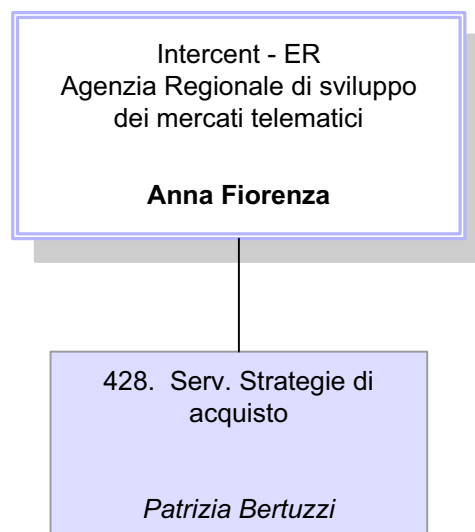 Intercent - ER
Agenzia Regionale di sviluppo
dei mercati telematici
Anna Fiorenza
428.  Serv. Strategie di
acquisto
Patrizia Bertuzzi